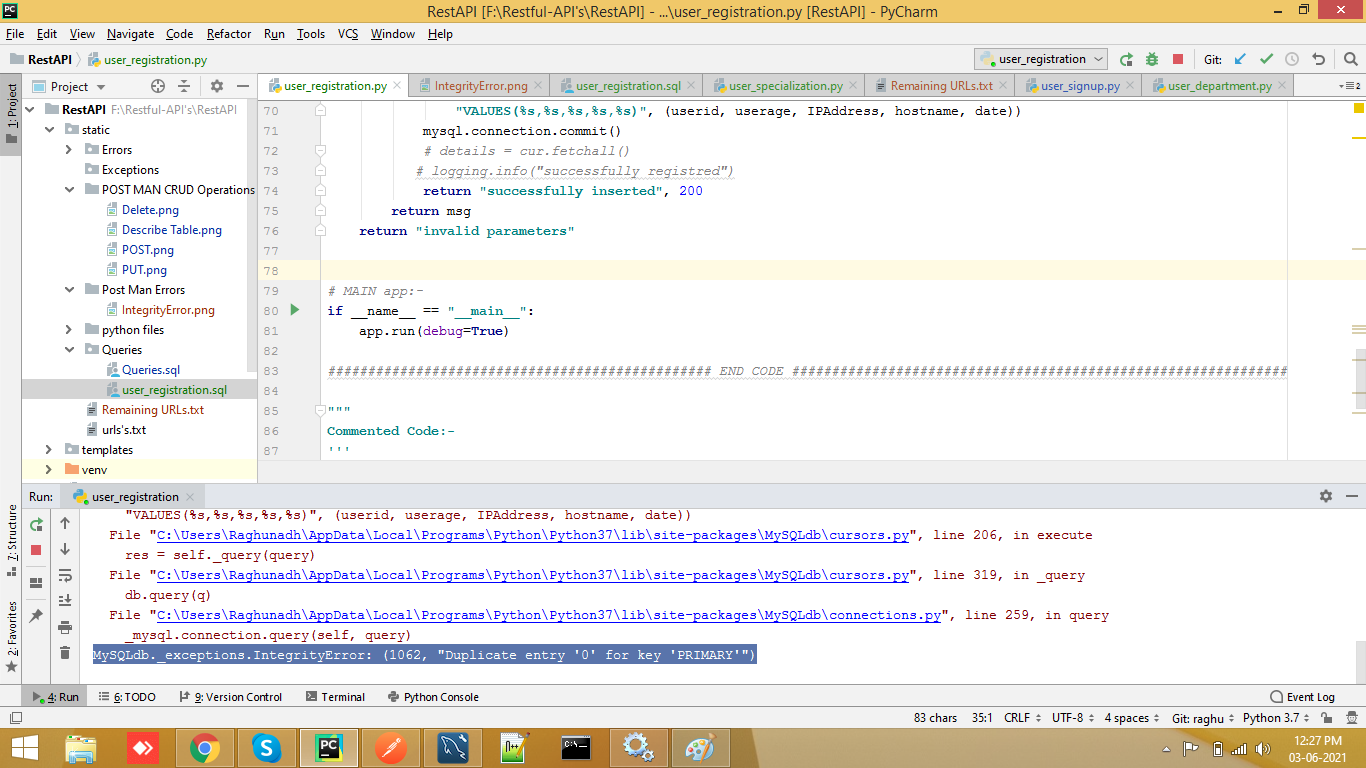 RestAPI [F:\Restful-API's\RestAPI] - ...\user_registration.py [RestAPI] - PyCharm
File Edit View Navigate Code Refactor Run Tools VCS Window Help
RestAPI user_registration.py
user_registration Git:
Project
user_registration.py IntegrityError.png user_registration.sql user_specialization.py Remaining URLs.txt user_signup.py user_department.py 2
1: Project
RestAPI F:\Restful-API's\RestAPI
static
Errors
Exceptions
POST MAN CRUD Operations
Delete.png
Describe Table.png
POST.png
PUT.png
Post Man Errors
IntegrityError.png
python files
Queries
Queries.sql
user_registration.sql
Remaining URLs.txt
urls's.txt
templates
venv
70 "VALUES(%s,%s,%s,%s,%s)", (userid, userage, IPAddress, hostname, date))
71 mysql.connection.commit()
72 # details = cur.fetchall()
73 # logging.info("successfully registred")
74 return "successfully inserted", 200
75 return msg
76 return "invalid parameters"
77
78
79 # MAIN app:-
80 if __name__ == "__main__":
81 app.run(debug=True)
82
83 ################################################ END CODE ##############################################################
84
85 """
86 Commented Code:-
87 '''
Run: user_registration
7: Structure
2: Favorites
"VALUES(%s,%s,%s,%s,%s)", (userid, userage, IPAddress, hostname, date))
File "C:\Users\Raghunadh\AppData\Local\Programs\Python\Python37\lib\site-packages\MySQLdb\cursors.py", line 206, in execute
res = self._query(query)
File "C:\Users\Raghunadh\AppData\Local\Programs\Python\Python37\lib\site-packages\MySQLdb\cursors.py", line 319, in _query
db.query(q)
File "C:\Users\Raghunadh\AppData\Local\Programs\Python\Python37\lib\site-packages\MySQLdb\connections.py", line 259, in query
_mysql.connection.query(self, query)
MySQLdb._exceptions.IntegrityError: (1062, "Duplicate entry '0' for key 'PRIMARY'")
4: Run 6: TODO 9: Version Control Terminal Python Console Event Log
83 chars 35:1 CRLF UTF-8 4 spaces Git: raghu Python 3.7
12:27 PM
03-06-2021